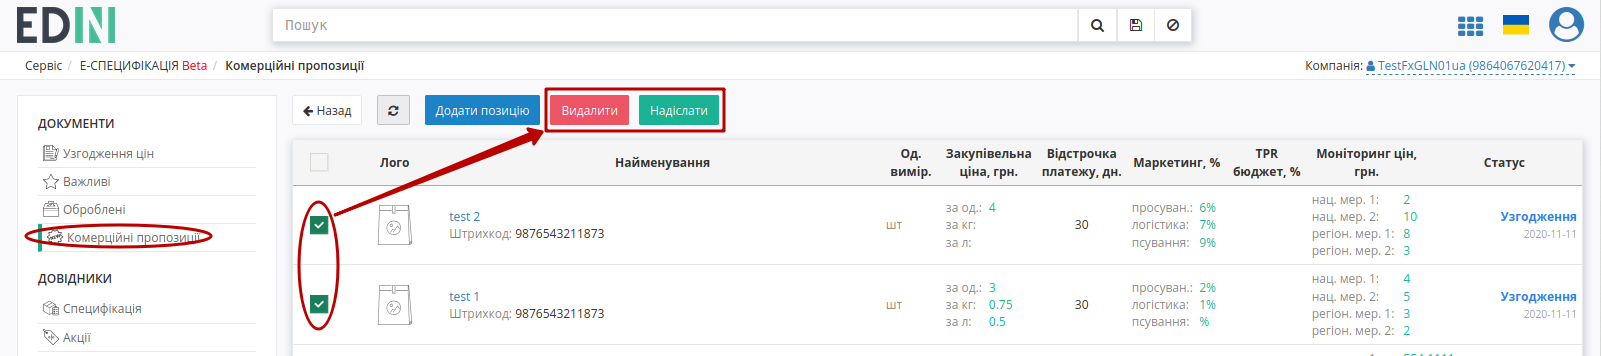 EDIN
Пошук
Сервіс / Е-СПЕЦИФІКАЦІЯ Beta / Комерційні пропозиції
Компанія: TestFxGLN01ua (9864067620417)
ДОКУМЕНТИ
Узгодження цін
Важливі
Оброблені
Комерційні пропозиції
ДОВІДНИКИ
Специфікація
Акції
Назад
Додати позицію
Видалити
Надіслати
Лого
Найменування
Од. вимір.
Закупівельна ціна, грн.
Відстрочка платежу, дн.
Маркетинг, %
TPR бюджет, %
Моніторинг цін, грн.
Статус
test 2
Штрихкод: 9876543211873
шт
за од.: 4
за кг:
за л:
30
просуван.: 6%
логістика: 7%
псування: 9%
нац. мер. 1: 2
нац. мер. 2: 10
регіон. мер. 1: 8
регіон. мер. 2: 3
Узгодження
2020-11-11
test 1
Штрихкод: 9876543211873
шт
за од.: 3
за кг: 0.75
за л: 0.5
30
просуван.: 2%
логістика: 1%
псування: %
нац. мер. 1: 4
нац. мер. 2: 5
регіон. мер. 1: 3
регіон. мер. 2: 2
Узгодження
2020-11-11